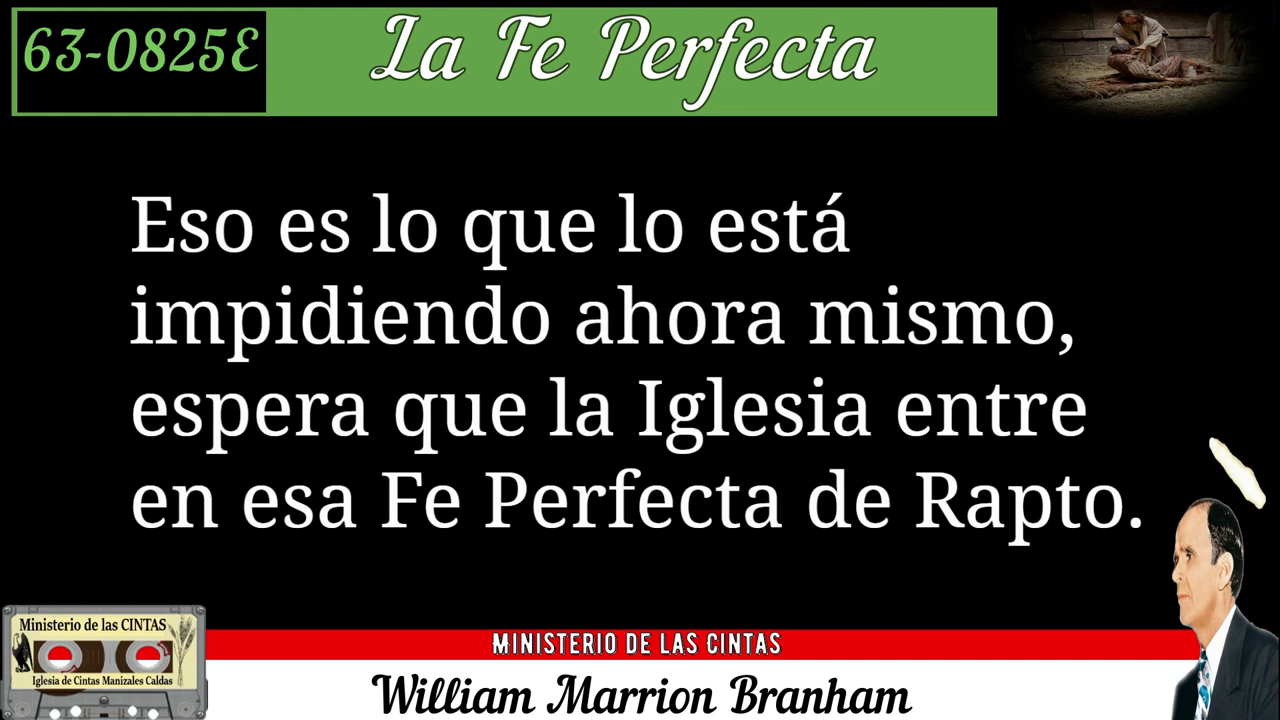 63-0825E
La Fe Perfecta
Eso es lo que lo está
impidiendo ahora mismo,
espera que la Iglesia entre
en esa Fe Perfecta de Rapto.
Ministerio de las CINTAS
Iglesia de Cintas Manizales Caldas
MINISTERIO DE LAS CINTAS
William Marrion Branham